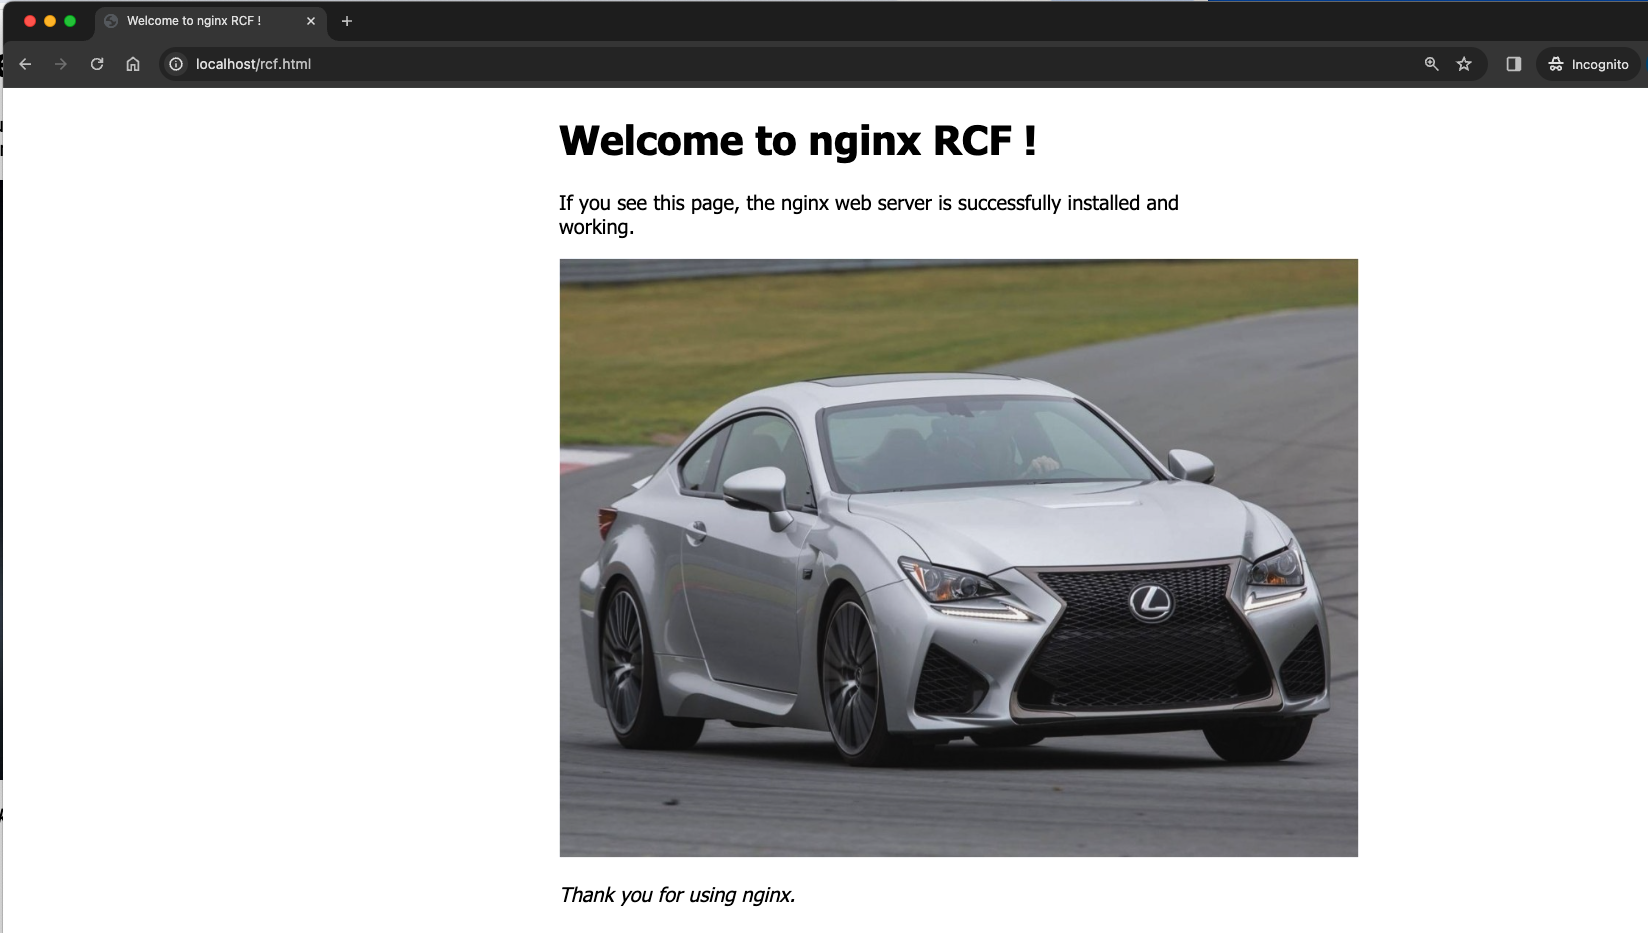 Welcome to nginx RCF !
localhost/rcf.html
Incognito
Welcome to nginx RCF !
If you see this page, the nginx web server is successfully installed and
working.
Thank you for using nginx.